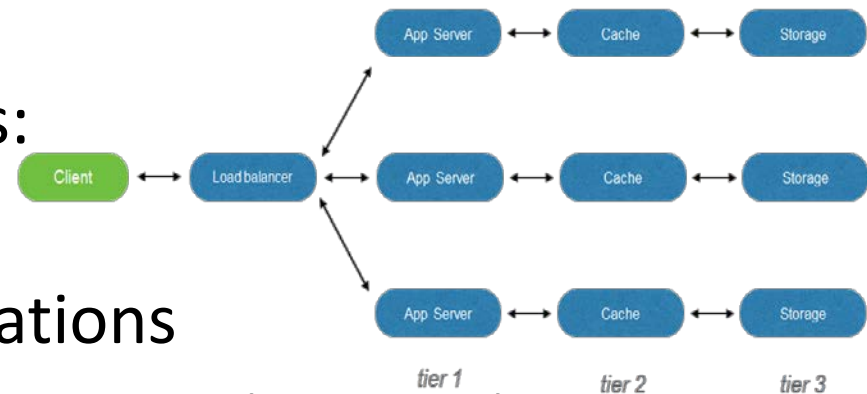 App Server Cache Storage
s:
Client Load balancer App Server Cache Storage
ations
App Server Cache Storage
tier 1 tier 2 tier 3